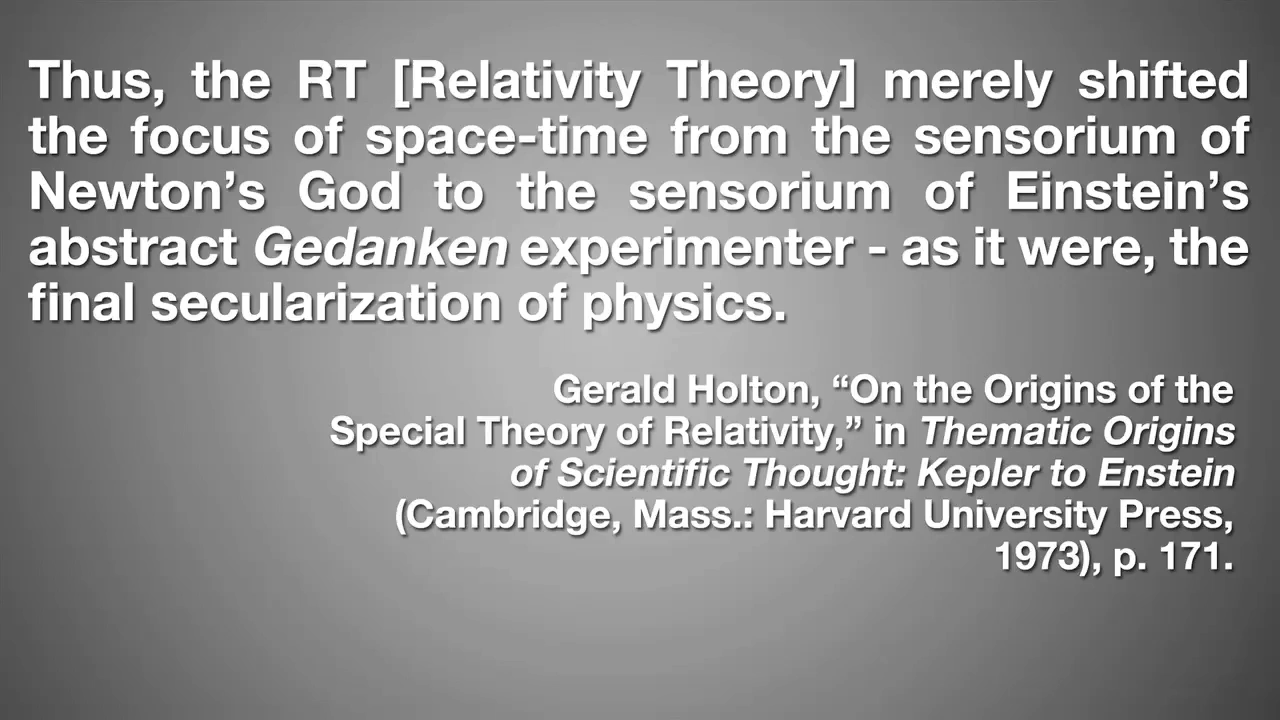 Thus, the RT [Relativity Theory] merely shifted
the focus of space-time from the sensorium of
Newton’s God to the sensorium of Einstein’s
abstract Gedanken experimenter - as it were, the
final secularization of physics.
Gerald Holton, “On the Origins of the
Special Theory of Relativity,” in Thematic Origins
of Scientific Thought: Kepler to Enstein
(Cambridge, Mass.: Harvard University Press,
1973), p. 171.